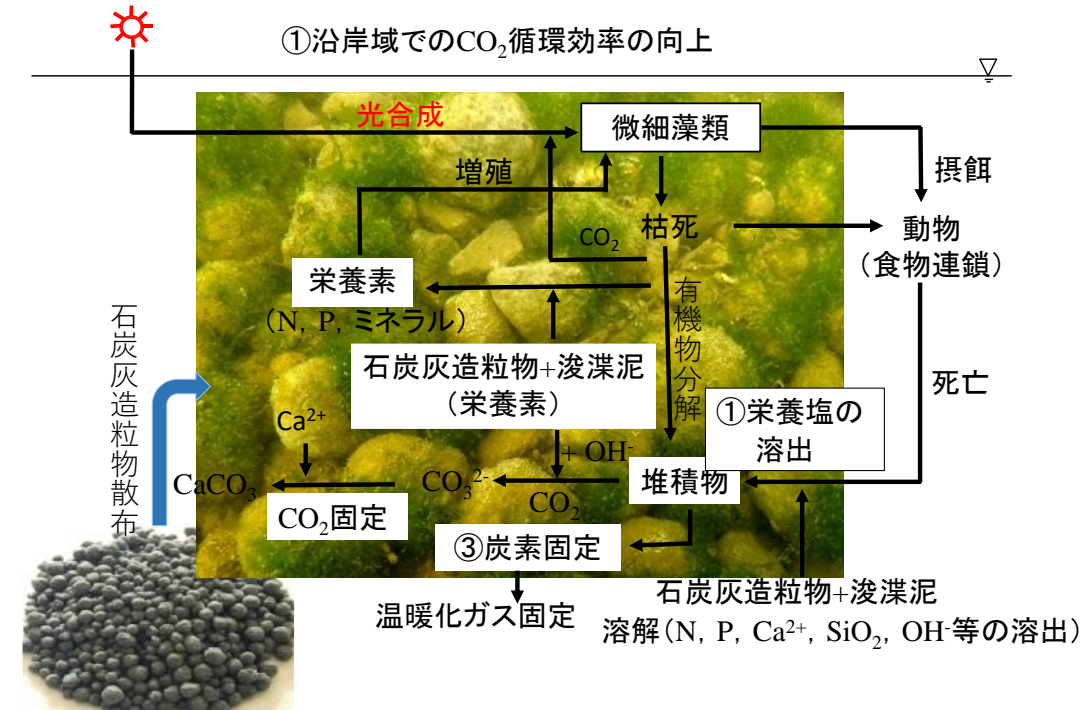 ①沿岸域でのCO₂循環効率の向上
光合成
微細藻類
増殖
摂餌
CO₂
枯死
動物
（食物連鎖）
栄養素
（N, P, ミネラル）
有機物分解
石炭灰造粒物散布
石炭灰造粒物+浚渫泥
（栄養素）
死亡
①栄養塩の
溶出
Ca²⁺
+ OH⁻
CaCO₃
CO₃²⁻
CO₂
堆積物
CO₂固定
③炭素固定
石炭灰造粒物+浚渫泥
温暖化ガス固定
溶解（N, P, Ca²⁺, SiO₂, OH⁻等の溶出）